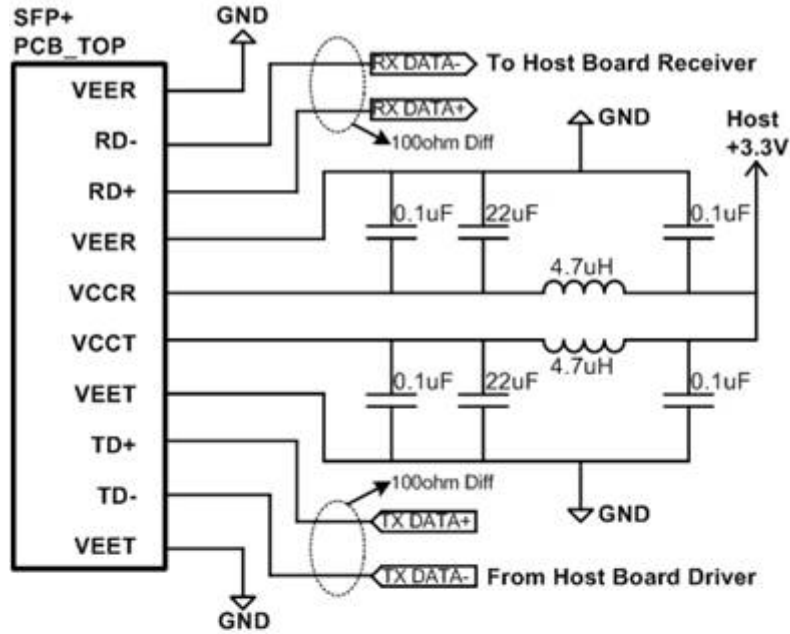 SFP+
PCB_TOP
GND
VEER
RD-
RD+
VEER
VCCR
VCCT
VEET
TD+
TD-
VEET
RX DATA-
To Host Board Receiver
RX DATA+
100ohm Diff
GND
Host
+3.3V
0.1uF
22uF
0.1uF
4.7uH
4.7uH
0.1uF
22uF
0.1uF
100ohm Diff
TX DATA+
GND
TX DATA-
From Host Board Driver
GND